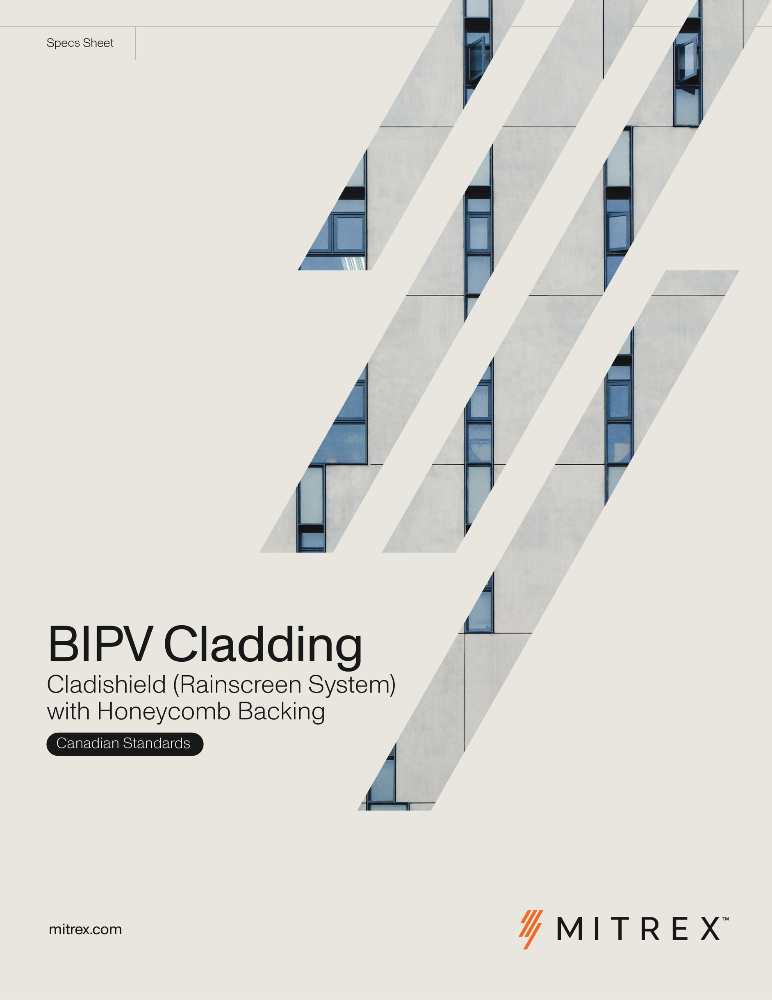 Specs Sheet
BIPV Cladding
Cladishield (Rainscreen System)
with Honeycomb Backing
Canadian Standards
mitrex.com
MITREX™